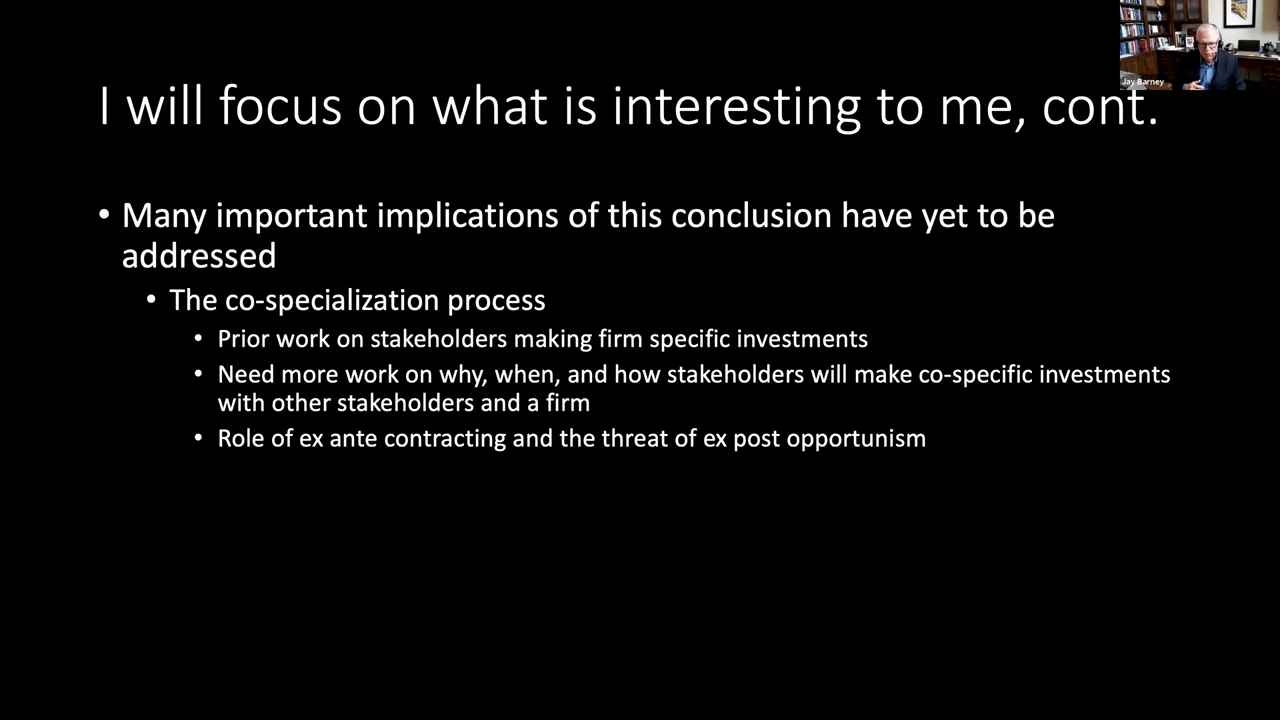 Jay Barney
I will focus on what is interesting to me, cont.
• Many important implications of this conclusion have yet to be
addressed
• The co-specialization process
• Prior work on stakeholders making firm specific investments
• Need more work on why, when, and how stakeholders will make co-specific investments
with other stakeholders and a firm
• Role of ex ante contracting and the threat of ex post opportunism